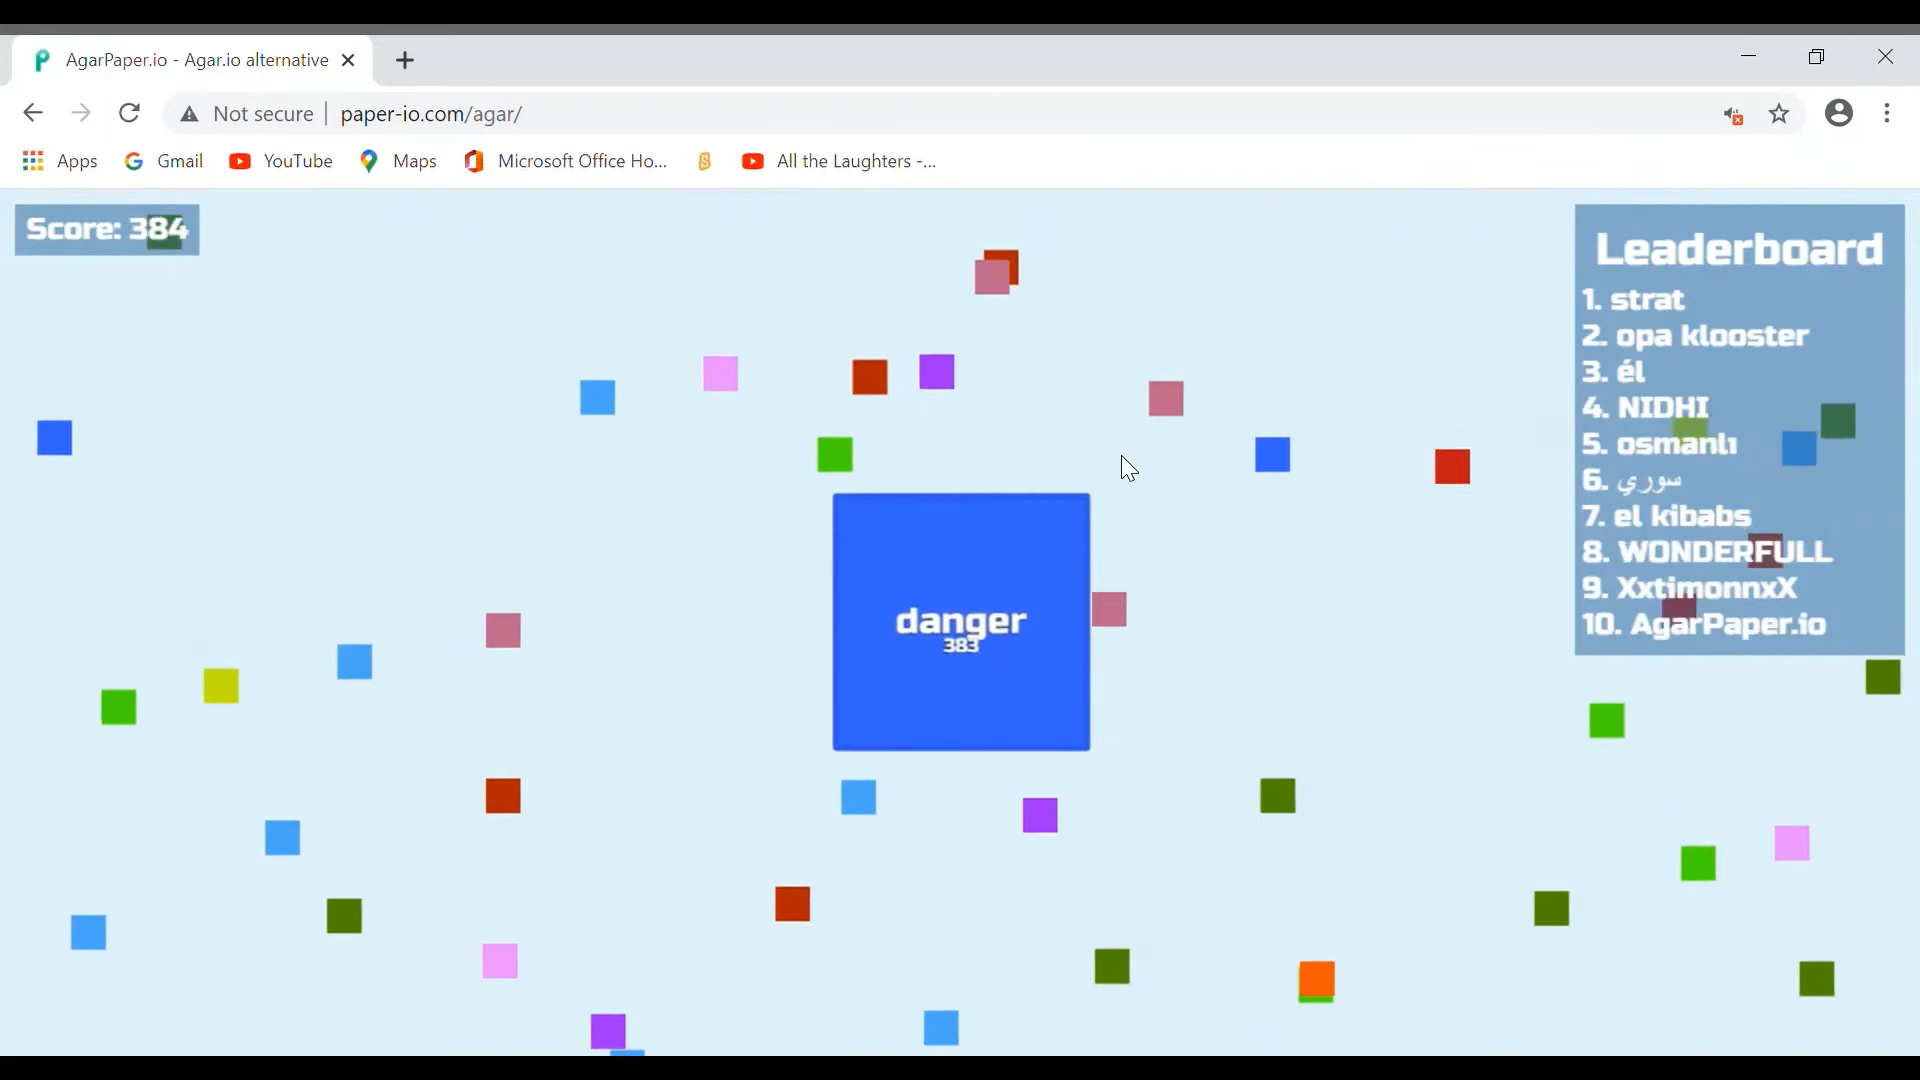 AgarPaper.io - Agar.io alternative
Not secure | paper-io.com/agar/
Apps Gmail YouTube Maps Microsoft Office Ho... All the Laughters -...
Score: 384
Leaderboard
1. strat
2. opa klooster
3. él
4. NIDHI
5. osmanlı
6. سوري
7. el kibabs
8. WONDERFULL
9. XxtimonnxX
10. AgarPaper.io
danger
383